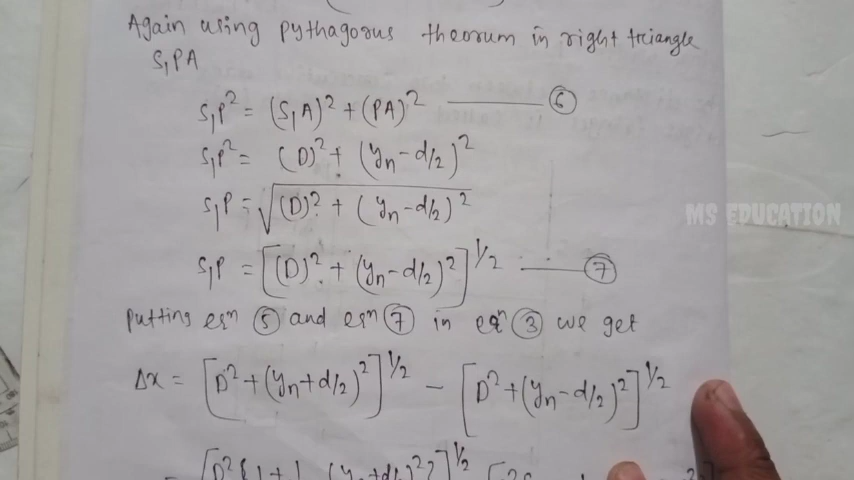 Again using pythagorus theorum in right triangle
S₁PA
S₁P² = (S₁A)² + (PA)² ——— ⑥
S₁P² = (D)² + (yn - d/2)²
S₁P = √(D)² + (yn - d/2)²
S₁P = [(D)² + (yn - d/2)²]^1/2 ——— ⑦
MS EDUCATION
Putting eqⁿ ⑤ and eqⁿ ⑦ in eqⁿ ③ we get
Δx = [D² + (yn + d/2)²]^1/2 - [D² + (yn - d/2)²]^1/2